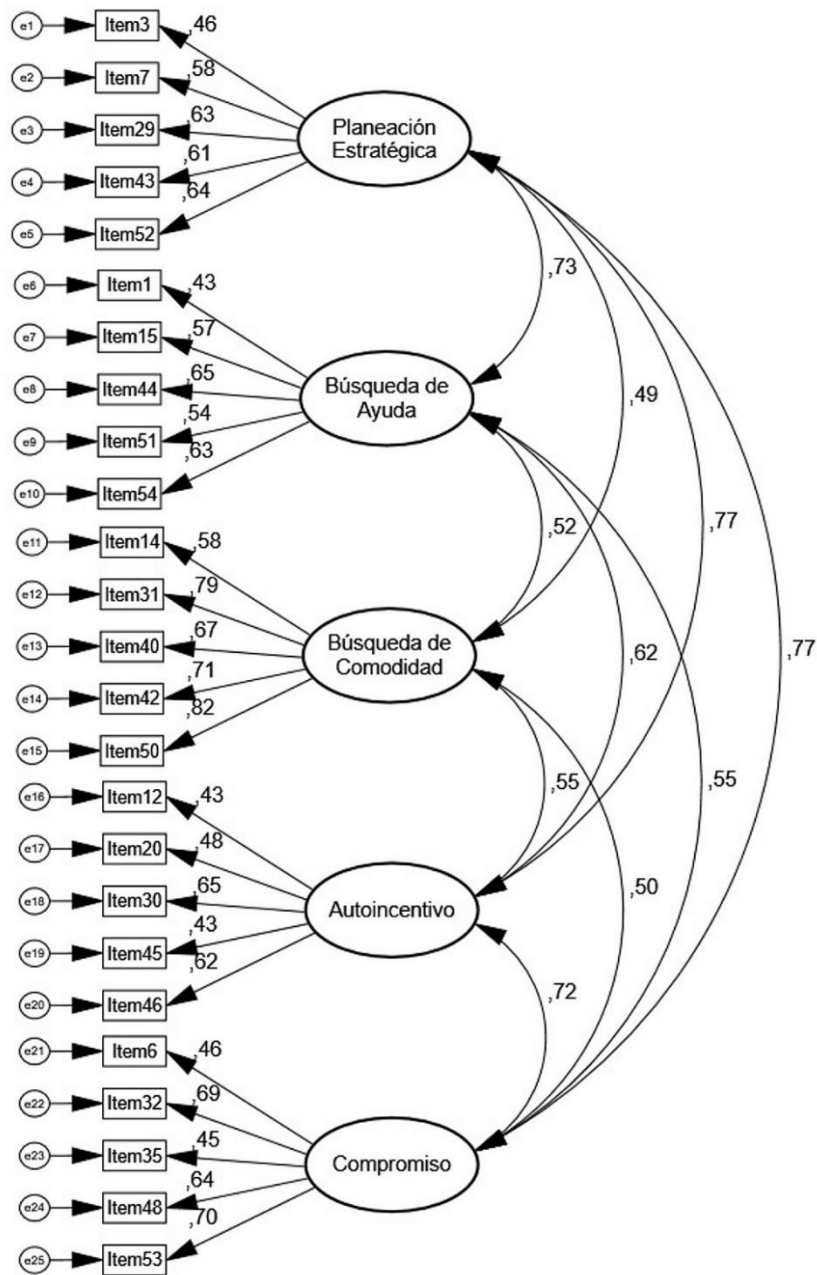 e1 Item3 ,46
e2 Item7 ,58
e3 Item29 ,63
e4 Item43 ,61
e5 Item52 ,64
Planeación
Estratégica
e6 Item1 ,43
e7 Item15 ,57
e8 Item44 ,65
e9 Item51 ,54
e10 Item54 ,63
Búsqueda de
Ayuda
e11 Item14 ,58
e12 Item31 ,79
e13 Item40 ,67
e14 Item42 ,71
e15 Item50 ,82
Búsqueda de
Comodidad
e16 Item12 ,43
e17 Item20 ,48
e18 Item30 ,65
e19 Item45 ,43
e20 Item46 ,62
Autoincentivo
e21 Item6 ,46
e22 Item32 ,69
e23 Item35 ,45
e24 Item48 ,64
e25 Item53 ,70
Compromiso
,73
,49
,52
,77
,62
,77
,55
,55
,50
,72